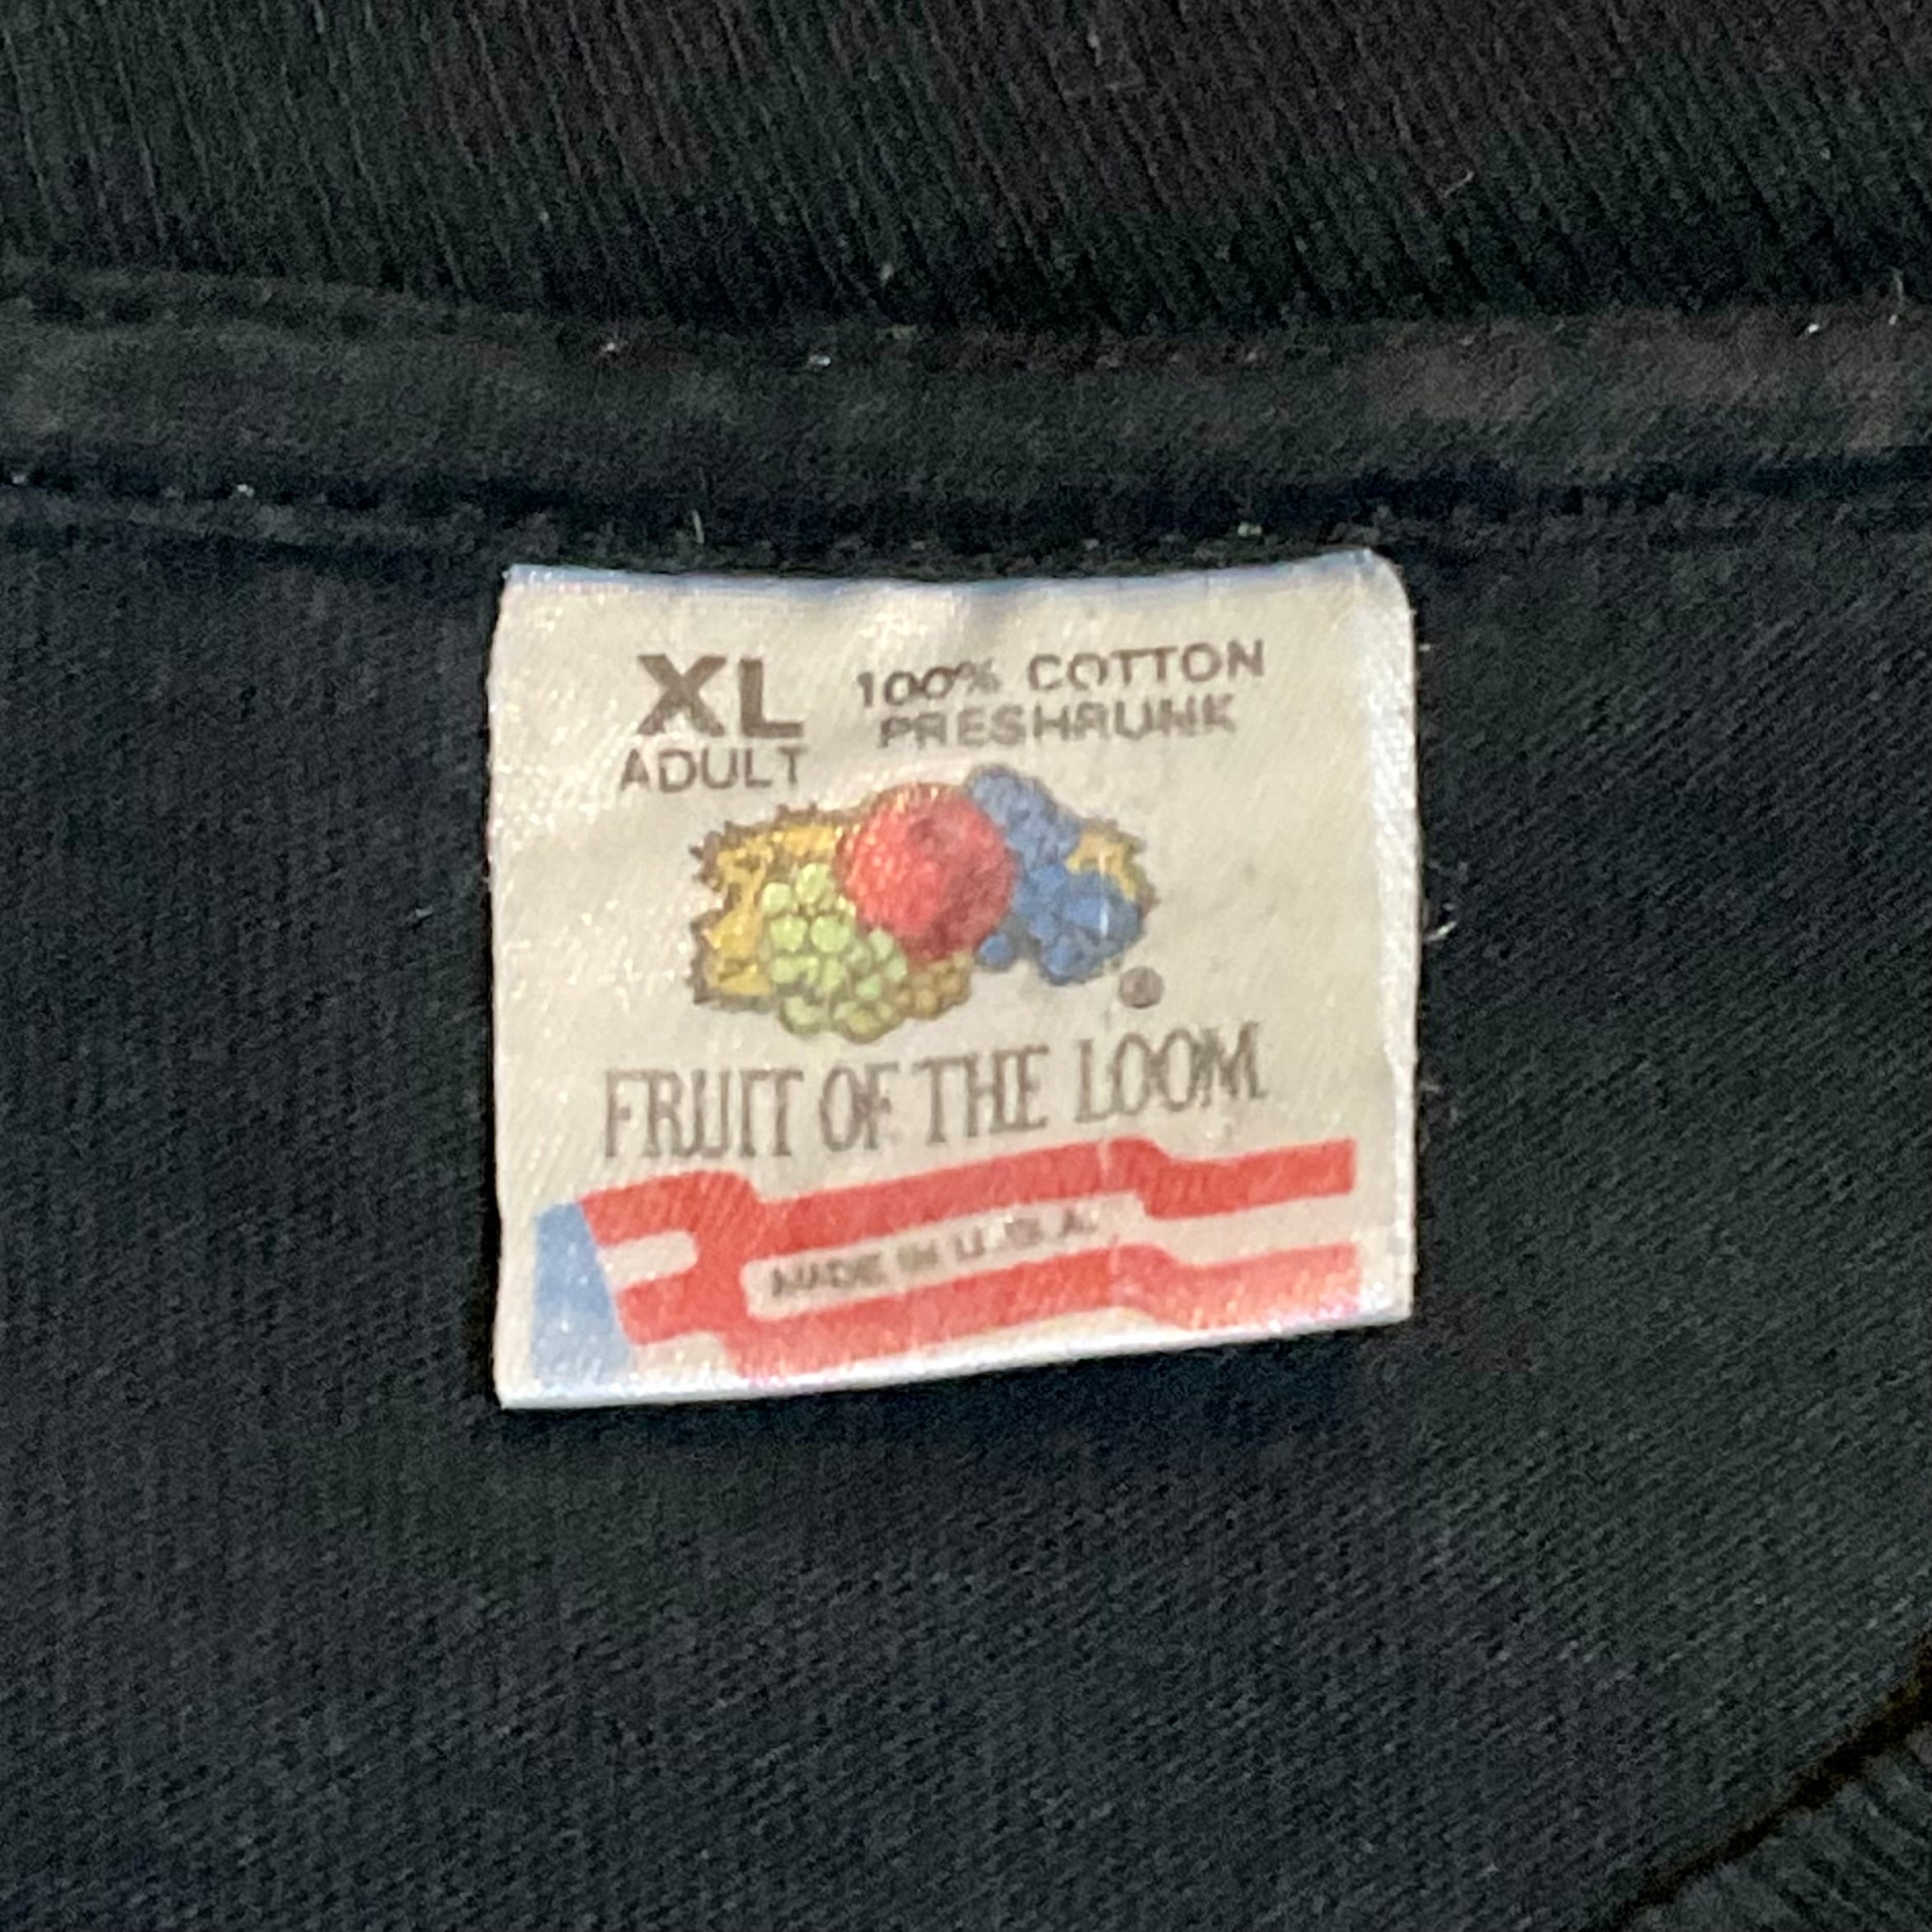 XL
ADULT
100% COTTON
PRESHRUNK
®
FRUIT OF THE LOOM
MADE IN U.S.A.